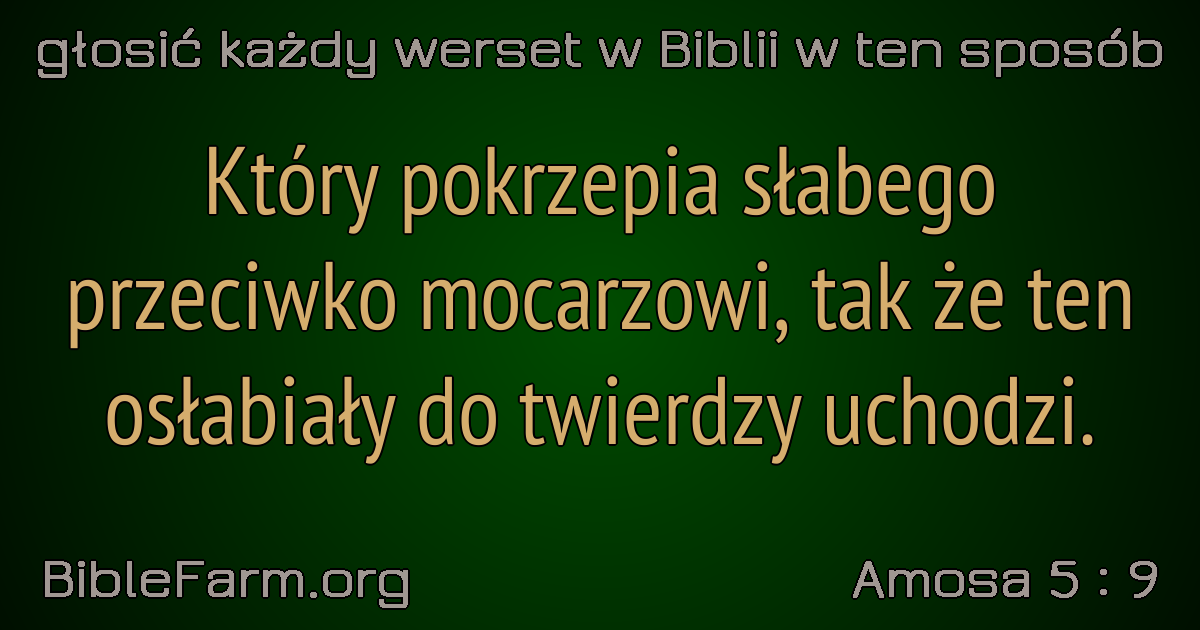 głosić każdy werset w Biblii w ten sposób
Który pokrzepia słabego
przeciwko mocarzowi, tak że ten
osłabiały do twierdzy uchodzi.
BibleFarm.org
Amosa 5 : 9